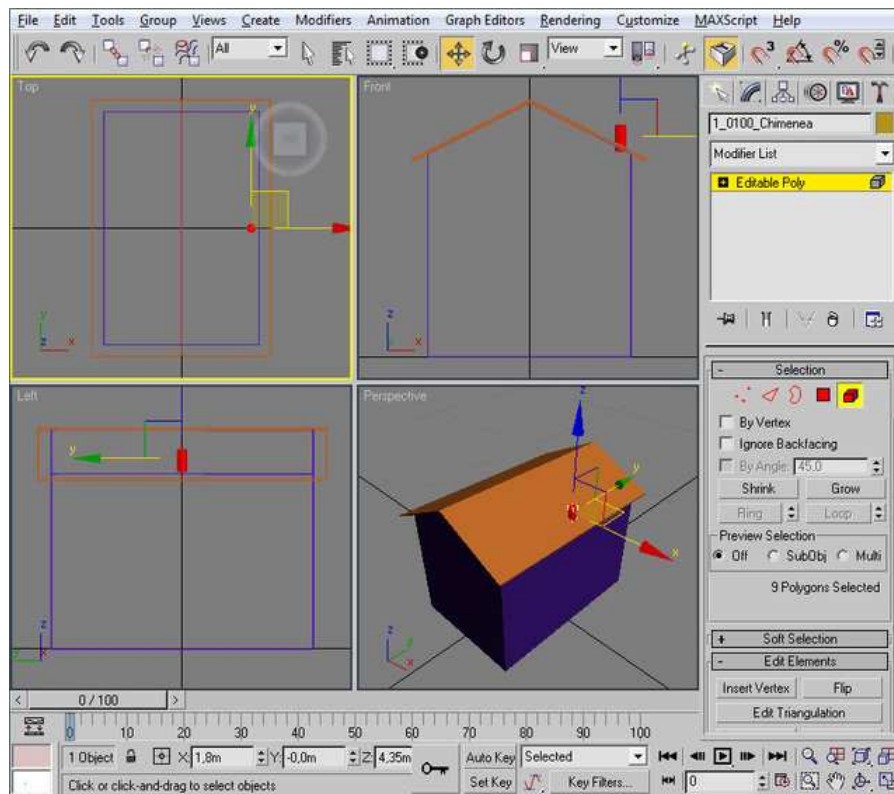 File Edit Tools Group Views Create Modifiers Animation Graph Editors Rendering Customize MAXScript Help
All View
Top Front
1_0100_Chimenea
Modifier List
Editable Poly
y
x
y
z x
z
x
Left Perspective
Selection
By Vertex
Ignore Backfacing
By Angle: 45.0
Shrink Grow
Ring Loop
Preview Selection
Off SubObj Multi
9 Polygons Selected
Soft Selection
Edit Elements
Insert Vertex Flip
Edit Triangulation
z
y
y
x
z
y
z
x
0 / 100
0 10 20 30 40 50 60 70 80 90 100
1 Object X: 1,8m Y: -0,0m Z: 4,35m Auto Key Selected
Click or click-and-drag to select objects Set Key Key Filters... 0